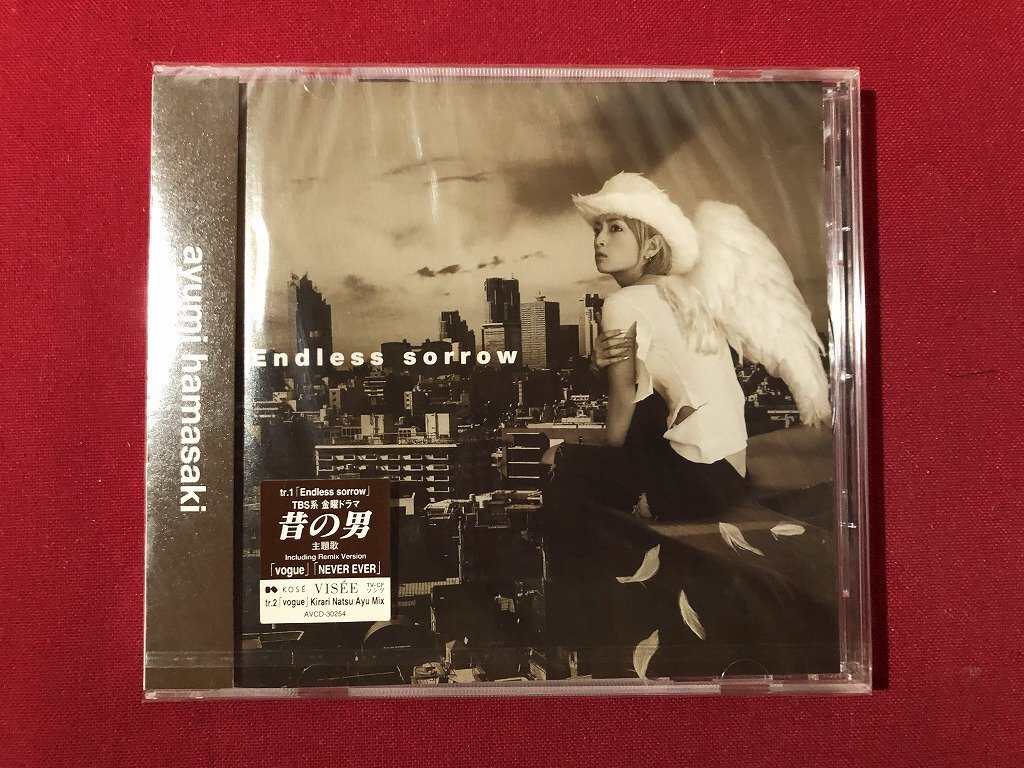 ayumi hamasaki
Endless sorrow
tr.1「Endless sorrow」
TBS系 金曜ドラマ
昔の男
主題歌
Including Remix Version
「vogue」「NEVER EVER」
KOSÉ VISÉE TV-CF ソング
tr.2「vogue」Kirari Natsu Ayu Mix
AVCD-30254